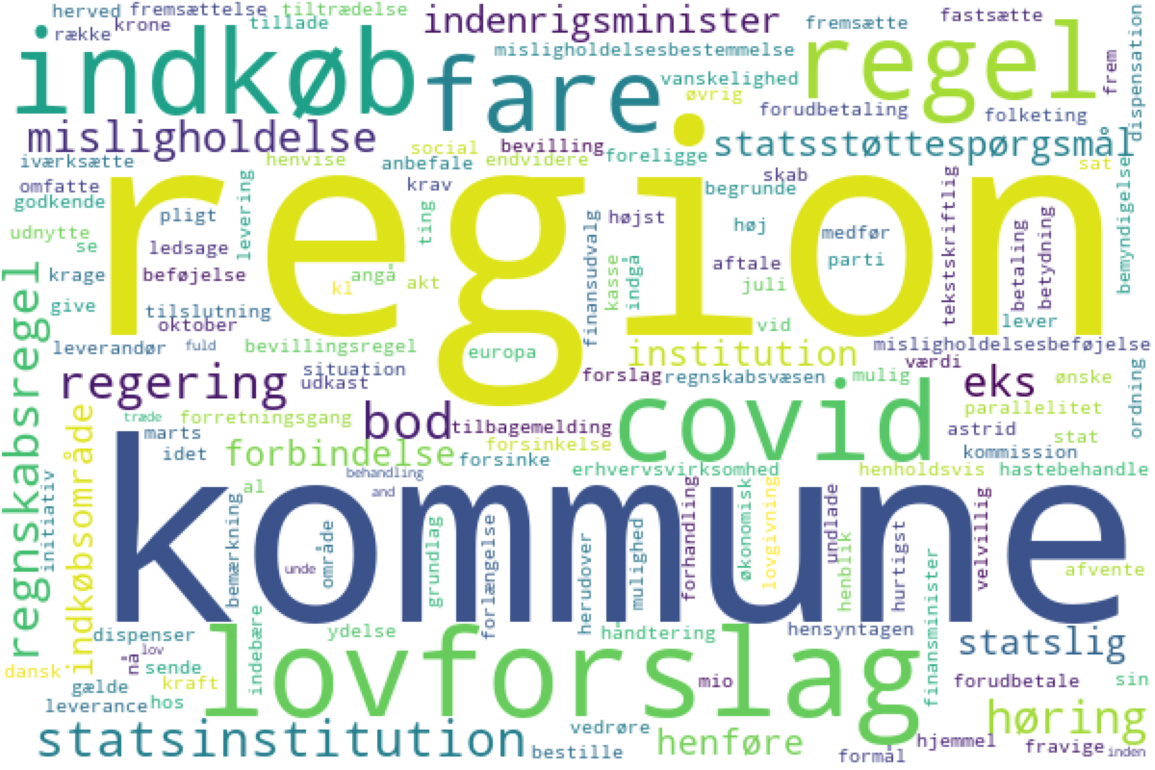 herved fremsættelse tiltrædelse
række krone tillade
indenrigsminister
fremsætte fastsætte
indkøb
misligholdelsesbestemmelse
regel
frem
dispensation
fare
vanskelighed
øvrig
forudbetaling
folketing
misligholdelse
statsstøttespørgsmål
social bevilling
iværksætte henvise anbefale endvidere foreligge
skab
sat
omfatte
krav
begrunde
godkende
levering
region
pligt
ting
finansudvalg
højst
høj
medfør
tekstskriftlig
betaling
betydning
bemyndigelse
udnytte
se
ledsage
aftale
parti
krage
beføjelse
angå
akt
kl
kasse
indgå
juli
give
tilslutning
oktober
vid
lever
leverandør
fuld
bevillingsregel
europa
institution
misligholdelsesbeføjelse
regnskabsregel
regering
situation
udkast
forslag
regnskabsvæsen
mulig
værdi
eks
ønske
ordning
træde
forretningsgang
bod
tilbagemelding
covid
parallelitet
indkøbsområde
marts
idet
forbindelse
forsinkelse
forsinke
astrid
stat
kommission
initiativ
al
behandling
and
erhvervsvirksomhed
henholdsvis
hastebehandle
kommune
bemærkning
unde
område
grundlag
forlængelse
herudover
mulighed
forhandling
økonomisk
lovgivning
undlade
henblik
hurtigst
velvillig
afvente
dispenser
lov
ydelse
håndtering
hensyntagen
finansminister
statslig
dansk
nå
sende
indebære
lovforslag
gælde
kraft
mio
forudbetale
sin
leverance
hos
høring
statsinstitution
vedrøre
bestille
henføre
formål
hjemmel
fravige
inden